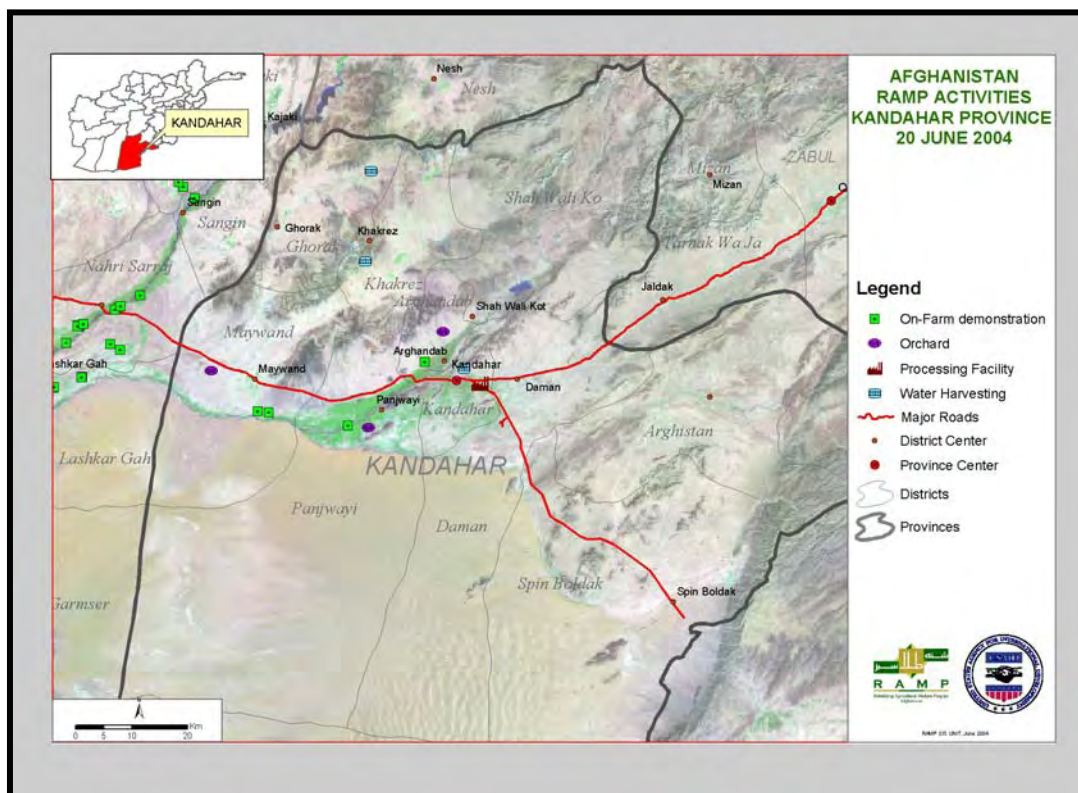 KANDAHAR
AFGHANISTAN
RAMP ACTIVITIES
KANDAHAR PROVINCE
20 JUNE 2004
Nesh
Nesh
Kajaki
Mizan
Mizan
ZABUL
Shah Wali Ko
Sangin
Sangin
Ghorak
Ghorak
Khakrez
Khakrez
Tarnak Wa Ja
Nahri Sarraj
Arghandab
Jaldak
Shah Wali Kot
Maywand
Maywand
Arghandab
Kandahar
ashkar Gah
Daman
Panjwayi
Kandahar
Arghistan
Lashkar Gah
KANDAHAR
Panjwayi
Daman
Spin Boldak
Spin Boldak
Garmser
Legend
On-Farm demonstration
Orchard
Processing Facility
Water Harvesting
Major Roads
District Center
Province Center
Districts
Provinces
RAMP
Km
0 5 10 20